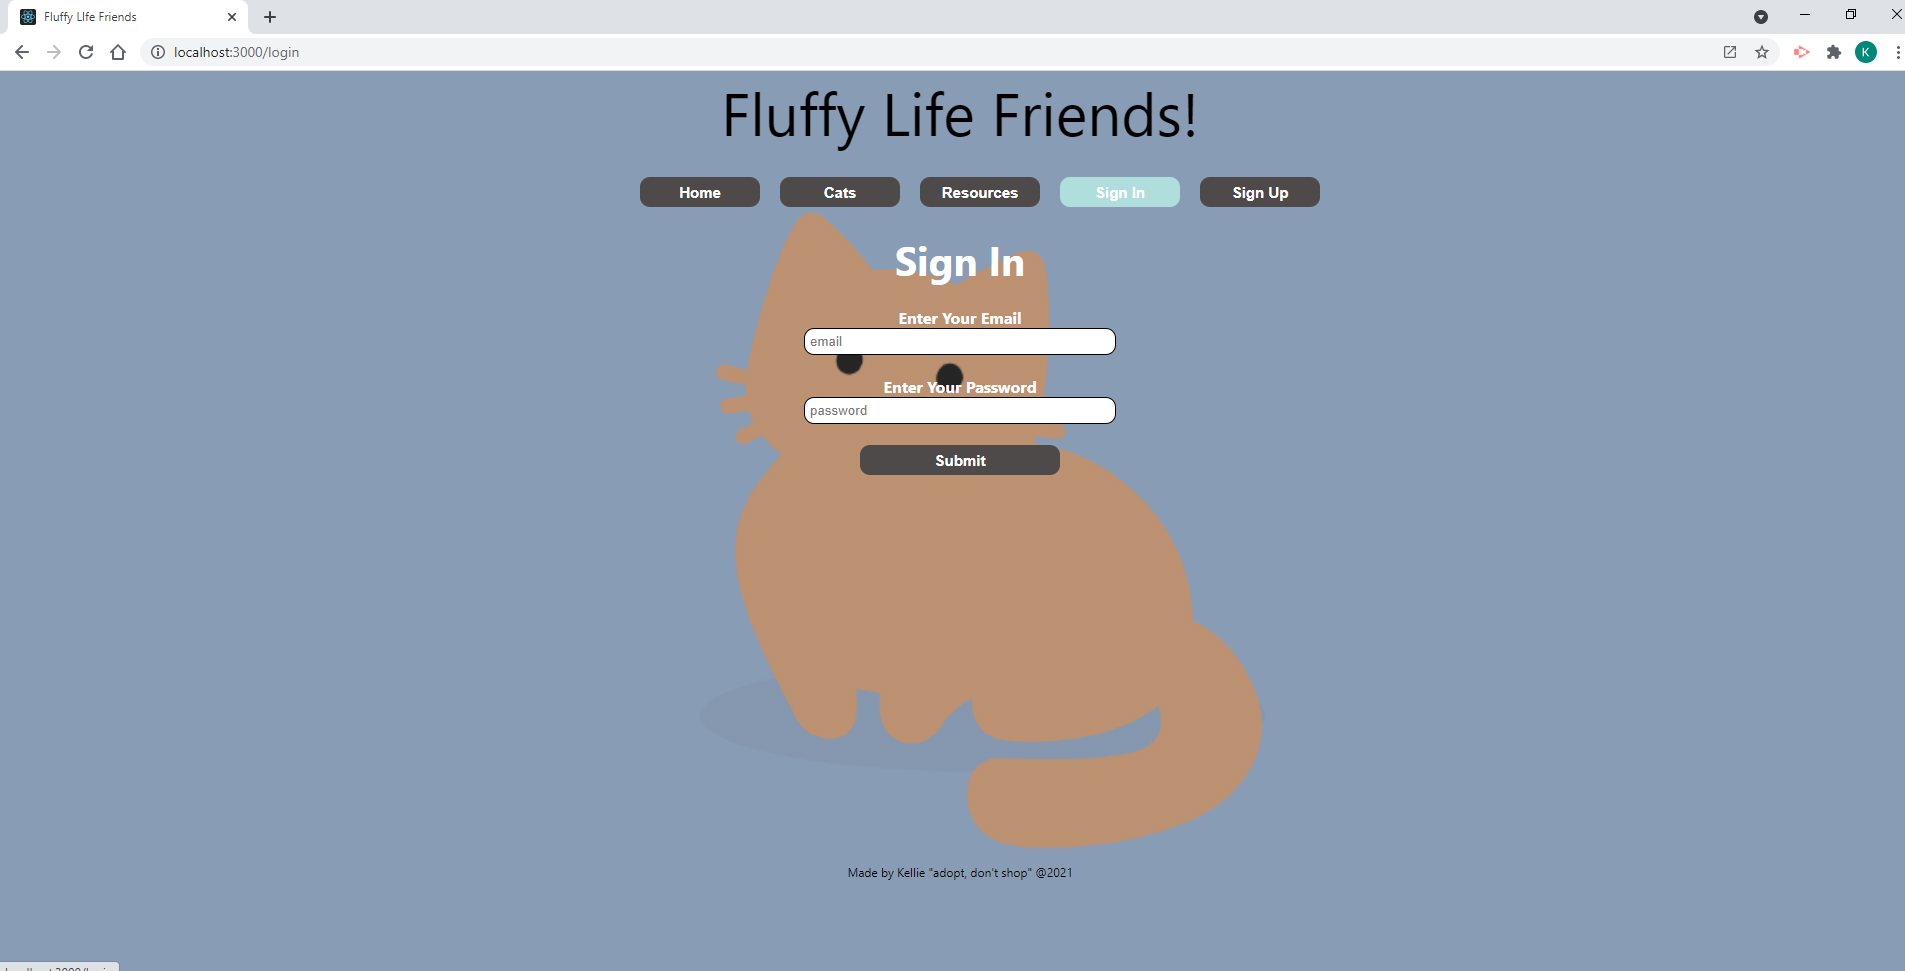 Fluffy LIfe Friends
localhost:3000/login
K
Fluffy Life Friends!
Home Cats Resources Sign In Sign Up
Sign In
Enter Your Email
email
Enter Your Password
password
Submit
Made by Kellie "adopt, don't shop" @2021